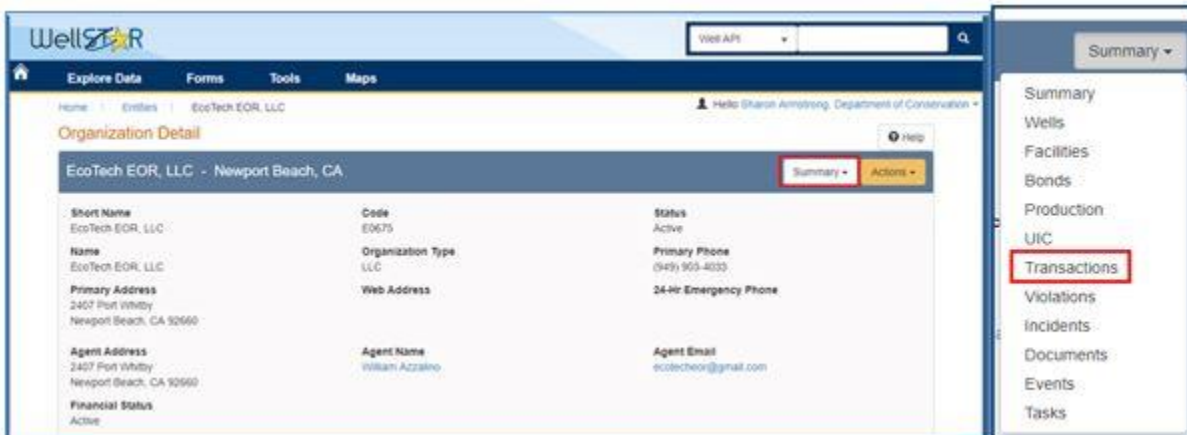 WellSTAR
Well API
Explore Data Forms Tools Maps
Home Entities EcoTech EOR, LLC
Hello Sharon Armstrong, Department of Conservation
Organization Detail
Help
EcoTech EOR, LLC - Newport Beach, CA
Summary
Actions
Short Name
EcoTech EOR, LLC
Code
E0675
Status
Active
Name
EcoTech EOR, LLC
Organization Type
LLC
Primary Phone
(949) 903-4033
Primary Address
2407 Port Whitby
Newport Beach, CA 92660
Web Address
24-Hr Emergency Phone
Agent Address
2407 Port Whitby
Newport Beach, CA 92660
Agent Name
William Azzalino
Agent Email
ecotecheor@gmail.com
Financial Status
Active
Summary
Summary
Wells
Facilities
Bonds
Production
UIC
Transactions
Violations
Incidents
Documents
Events
Tasks